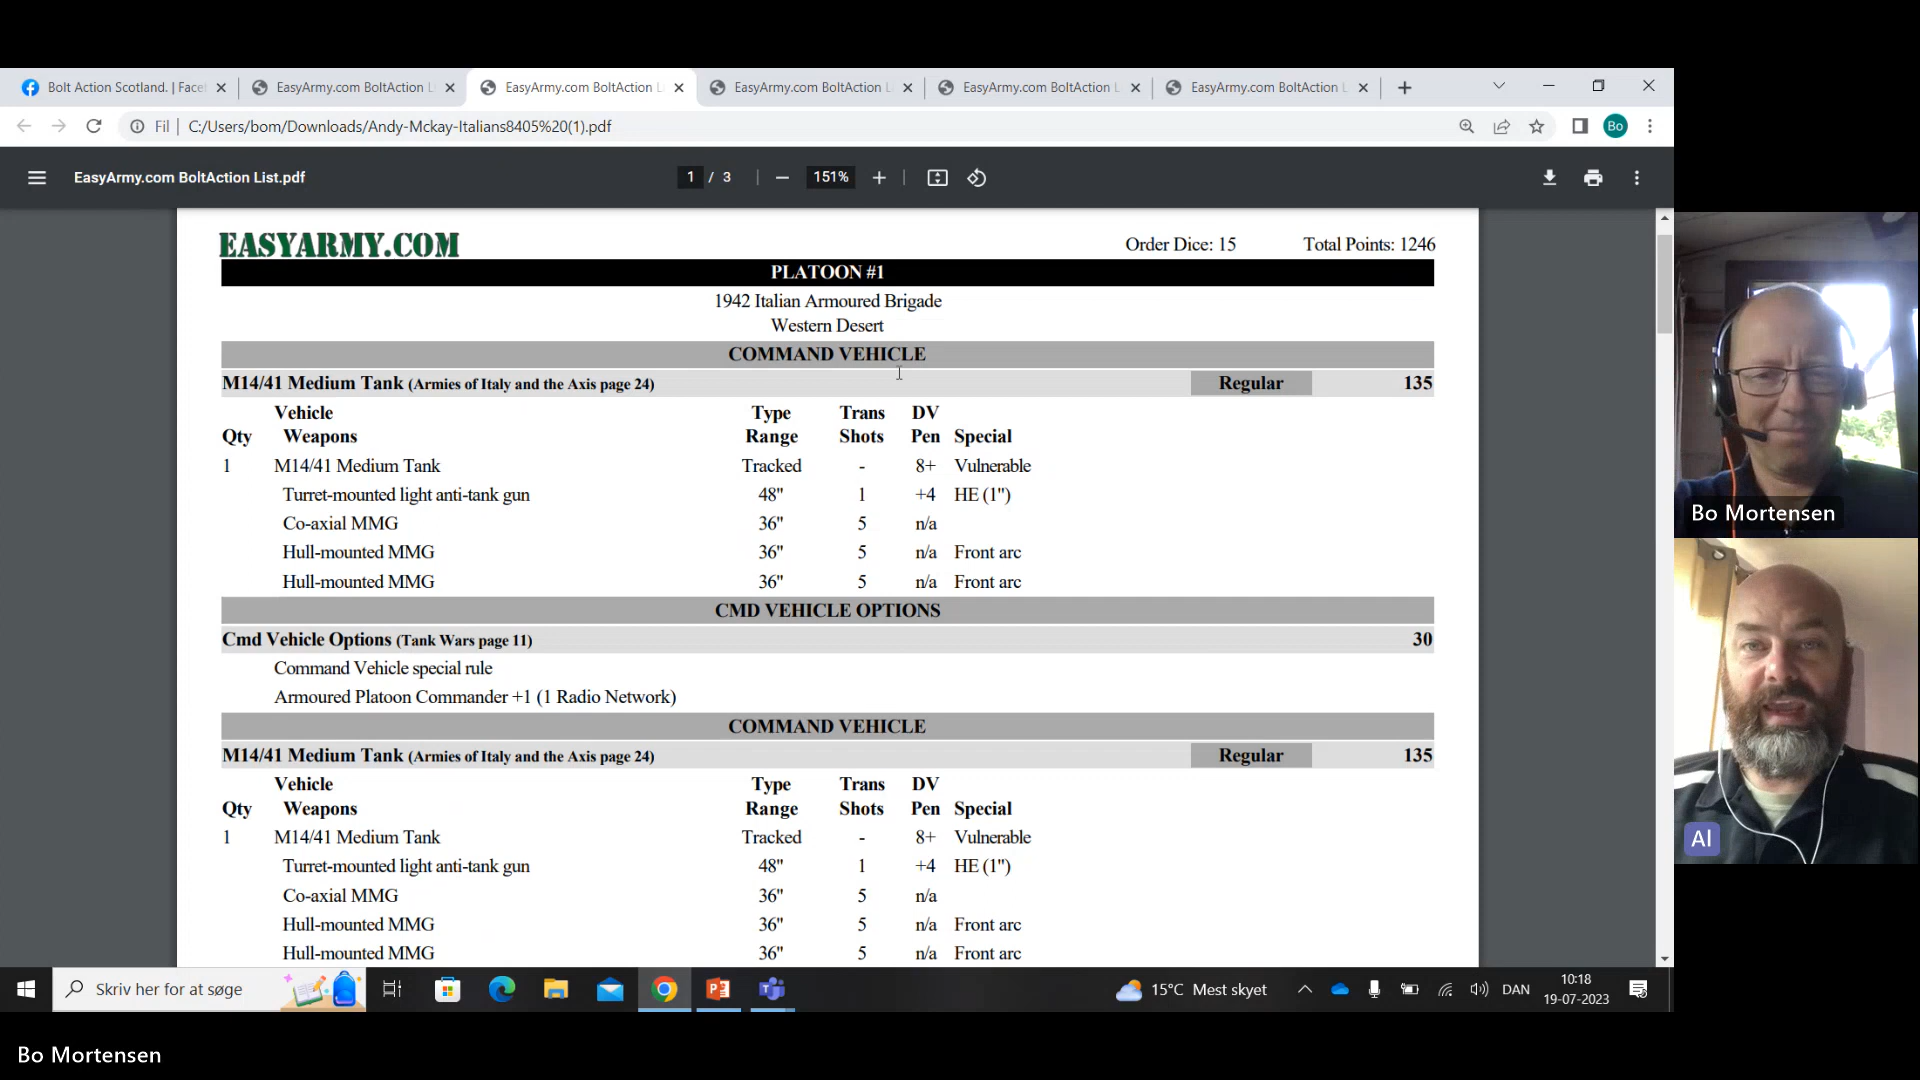 Bolt Action Scotland. | Face
EasyArmy.com BoltAction L
EasyArmy.com BoltAction L
EasyArmy.com BoltAction L
EasyArmy.com BoltAction L
EasyArmy.com BoltAction L
Fil | C:/Users/bom/Downloads/Andy-Mckay-Italians8405%20(1).pdf
Bo
EasyArmy.com BoltAction List.pdf
1 / 3
151%
EASYARMY.COM
Order Dice: 15 Total Points: 1246
PLATOON #1
1942 Italian Armoured Brigade
Western Desert
COMMAND VEHICLE
M14/41 Medium Tank (Armies of Italy and the Axis page 24) Regular 135
Vehicle Type Trans DV
Qty Weapons Range Shots Pen Special
1 M14/41 Medium Tank Tracked - 8+ Vulnerable
Turret-mounted light anti-tank gun 48" 1 +4 HE (1")
Co-axial MMG 36" 5 n/a
Hull-mounted MMG 36" 5 n/a Front arc
Hull-mounted MMG 36" 5 n/a Front arc
CMD VEHICLE OPTIONS
Cmd Vehicle Options (Tank Wars page 11) 30
Command Vehicle special rule
Armoured Platoon Commander +1 (1 Radio Network)
COMMAND VEHICLE
M14/41 Medium Tank (Armies of Italy and the Axis page 24) Regular 135
Vehicle Type Trans DV
Qty Weapons Range Shots Pen Special
1 M14/41 Medium Tank Tracked - 8+ Vulnerable
Turret-mounted light anti-tank gun 48" 1 +4 HE (1")
Co-axial MMG 36" 5 n/a
Hull-mounted MMG 36" 5 n/a Front arc
Hull-mounted MMG 36" 5 n/a Front arc
Bo Mortensen
Al
Skriv her for at søge
15°C Mest skyet
DAN
10:18
19-07-2023
Bo Mortensen